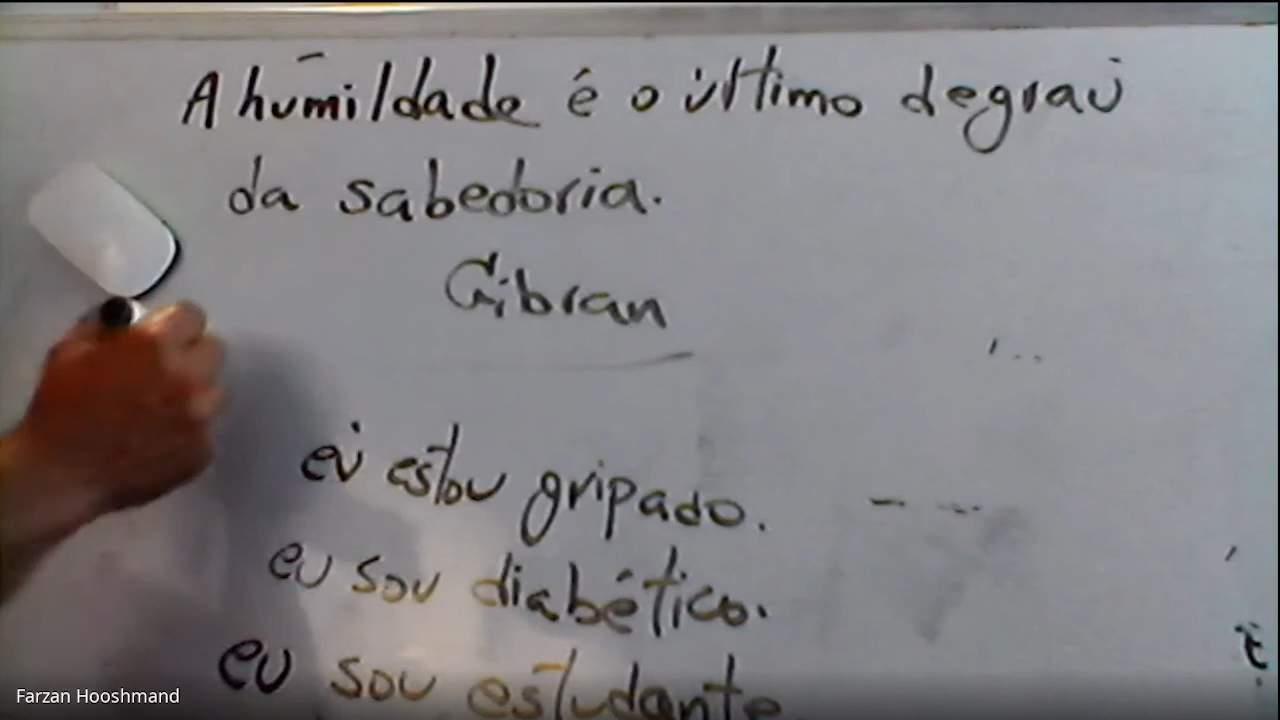 A humildade é o último degrau
da sabedoria.
Gibran
eu estou gripado.
eu sou diabético.
eu sou estudante
Farzan Hooshmand